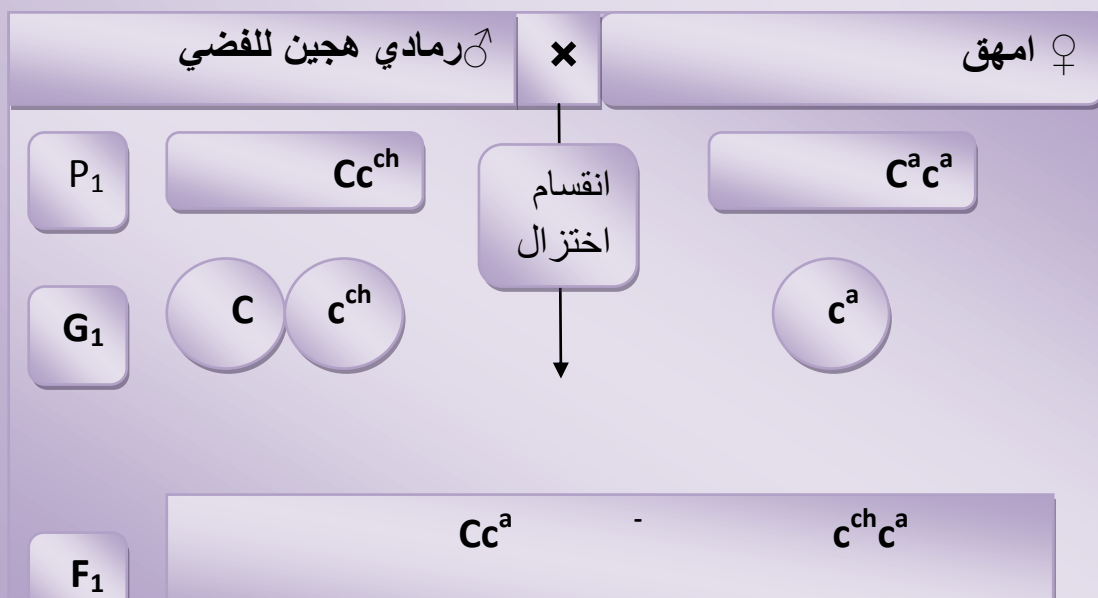 ♀ امهق × ♂رمادي هجين للفضي
P₁ Ccᶜʰ Cᵃcᵃ
انقسام
اختزال
G₁ C cᶜʰ cᵃ
Ccᵃ - cᶜʰcᵃ
F₁